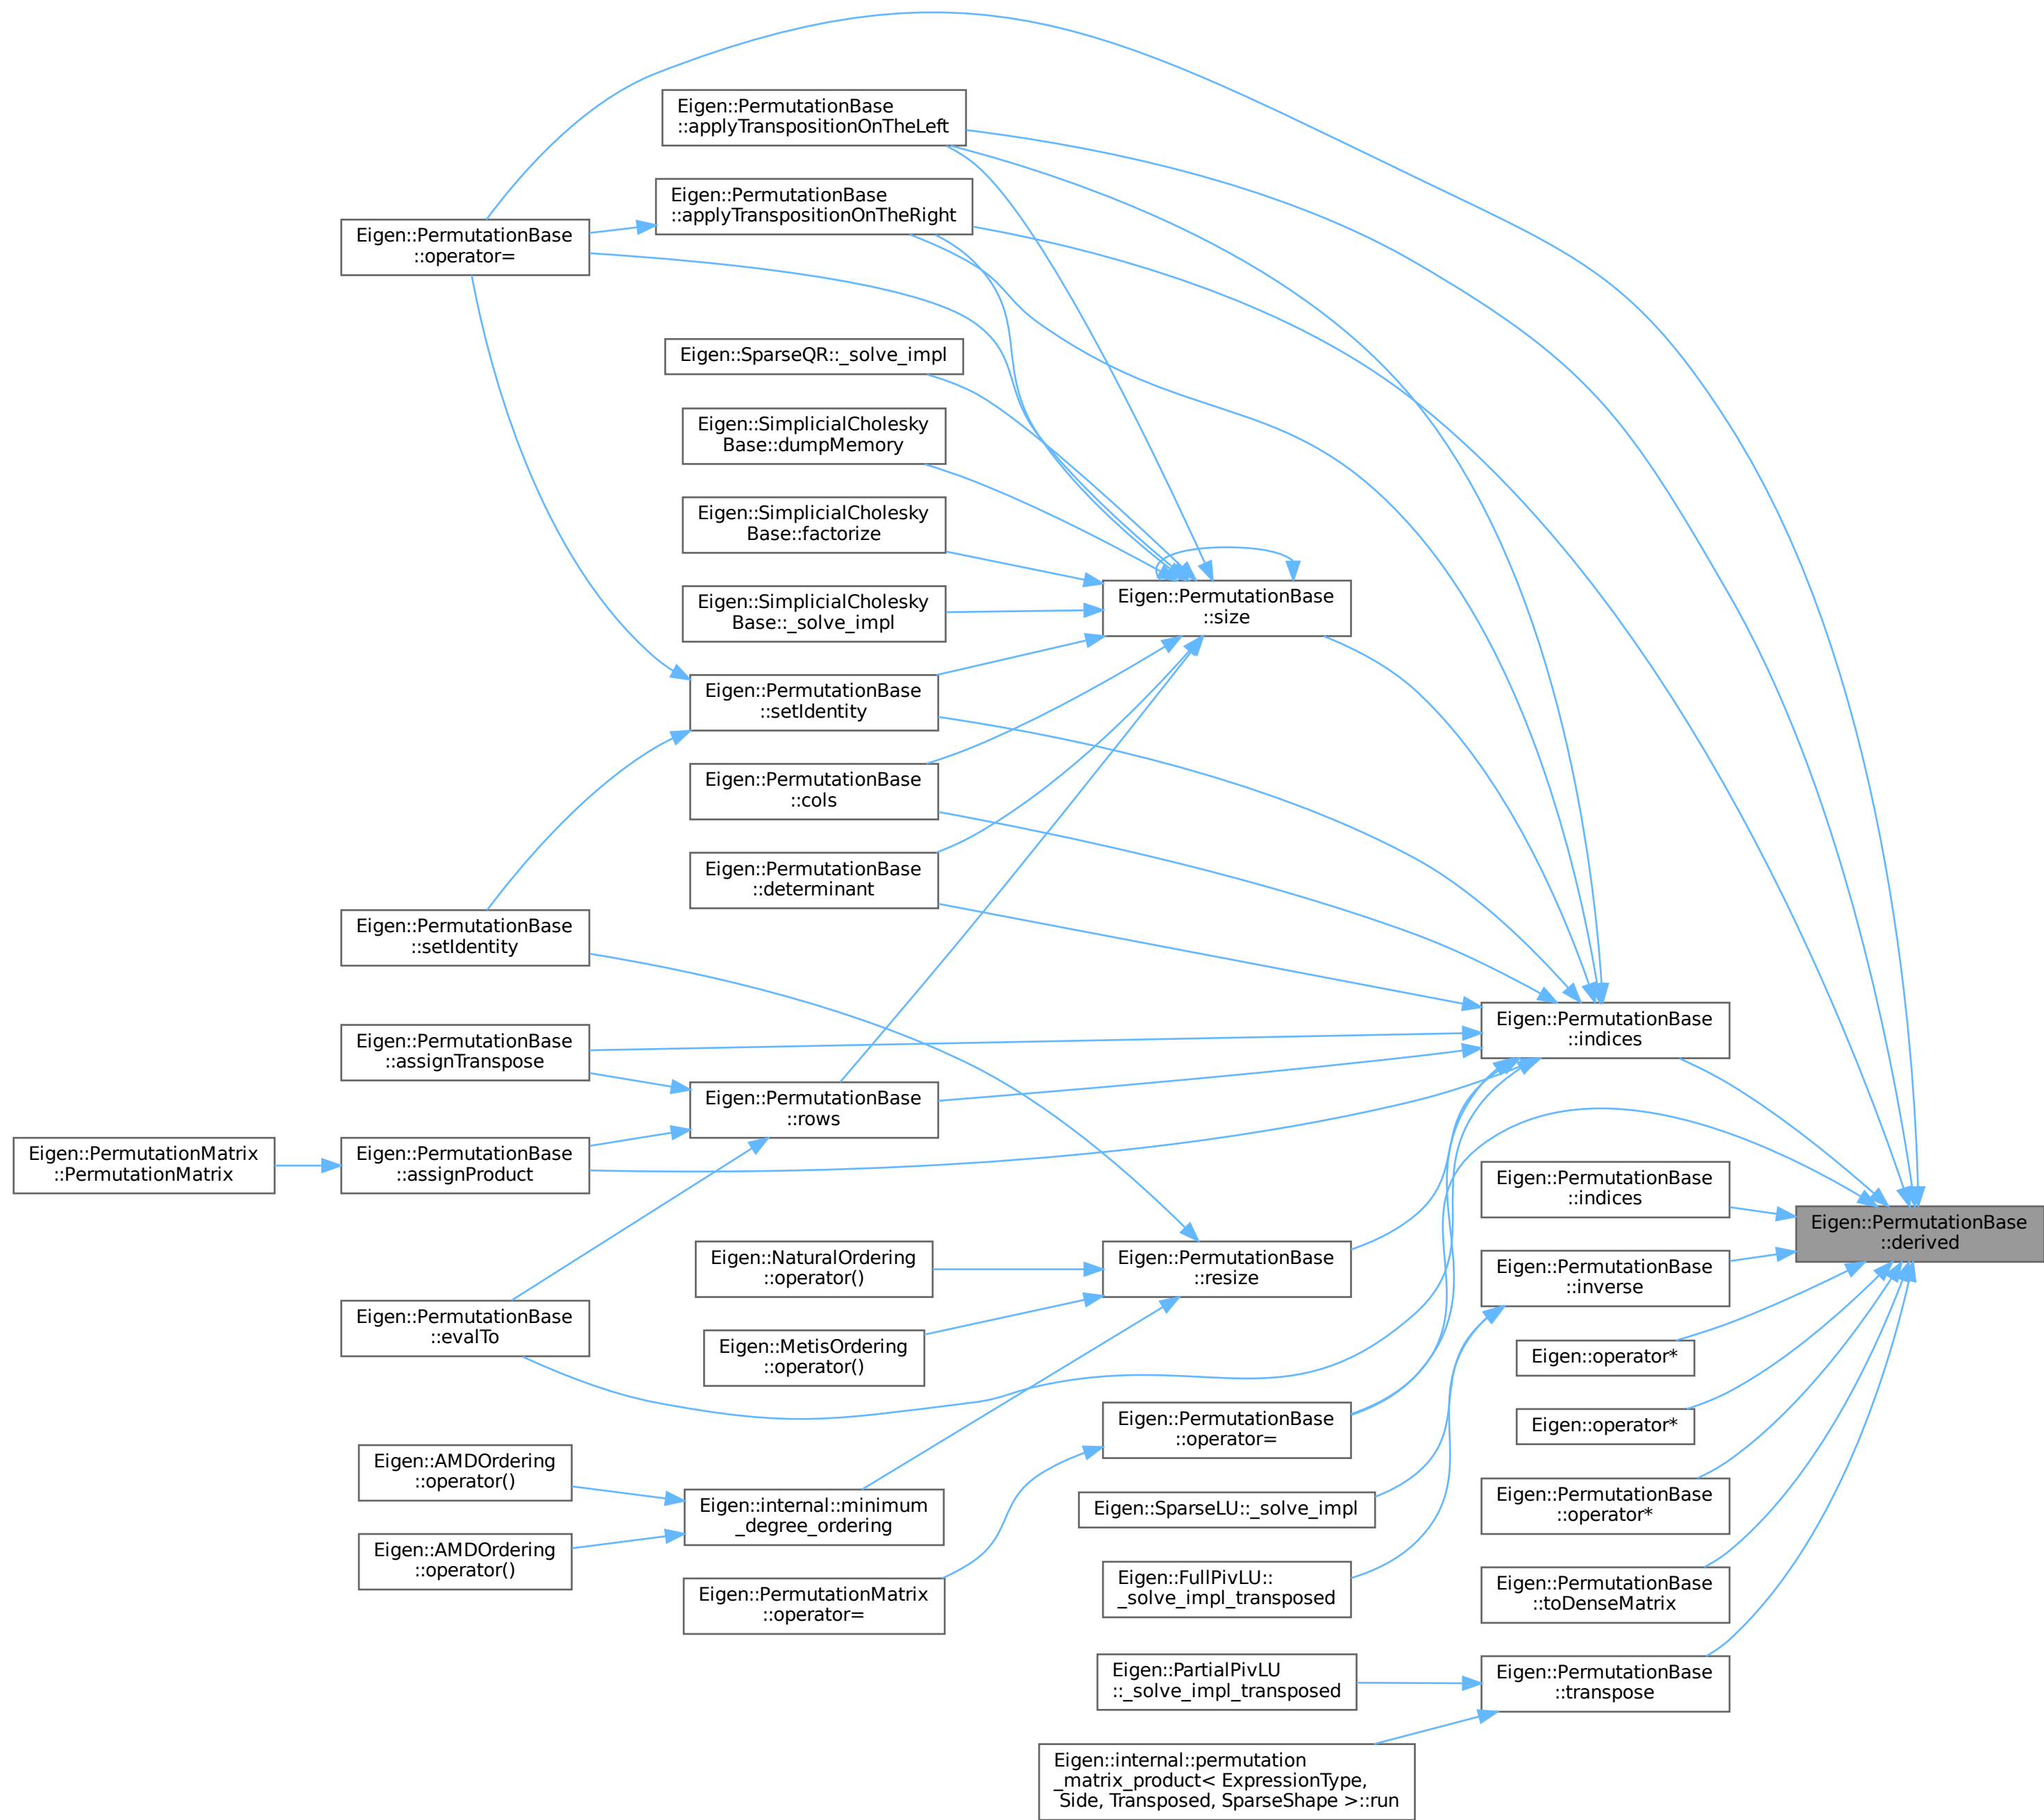 Eigen::PermutationBase
::applyTranspositionOnTheLeft
Eigen::PermutationBase
::applyTranspositionOnTheRight
Eigen::PermutationBase
::operator=
Eigen::SparseQR::_solve_impl
Eigen::SimplicialCholesky
Base::dumpMemory
Eigen::SimplicialCholesky
Base::factorize
Eigen::SimplicialCholesky
Base::_solve_impl
Eigen::PermutationBase
::size
Eigen::PermutationBase
::setIdentity
Eigen::PermutationBase
::cols
Eigen::PermutationBase
::determinant
Eigen::PermutationBase
::setIdentity
Eigen::PermutationBase
::indices
Eigen::PermutationBase
::assignTranspose
Eigen::PermutationBase
::rows
Eigen::PermutationMatrix
::PermutationMatrix
Eigen::PermutationBase
::assignProduct
Eigen::PermutationBase
::indices
Eigen::PermutationBase
::derived
Eigen::NaturalOrdering
::operator()
Eigen::PermutationBase
::resize
Eigen::PermutationBase
::inverse
Eigen::PermutationBase
::evalTo
Eigen::MetisOrdering
::operator()
Eigen::operator*
Eigen::PermutationBase
::operator=
Eigen::operator*
Eigen::AMDOrdering
::operator()
Eigen::internal::minimum
_degree_ordering
Eigen::SparseLU::_solve_impl
Eigen::PermutationBase
::operator*
Eigen::AMDOrdering
::operator()
Eigen::PermutationMatrix
::operator=
Eigen::FullPivLU::
_solve_impl_transposed
Eigen::PermutationBase
::toDenseMatrix
Eigen::PartialPivLU
::_solve_impl_transposed
Eigen::PermutationBase
::transpose
Eigen::internal::permutation
_matrix_product< ExpressionType,
Side, Transposed, SparseShape >::run